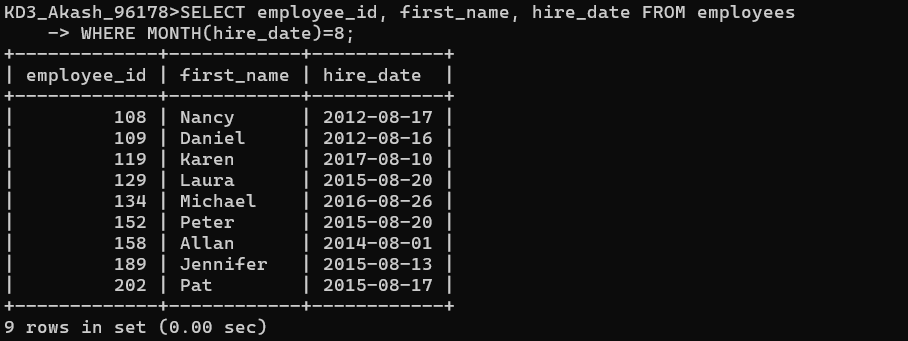 KD3_Akash_96178>SELECT employee_id, first_name, hire_date FROM employees
    -> WHERE MONTH(hire_date)=8;
+-------------+------------+------------+
| employee_id | first_name | hire_date  |
+-------------+------------+------------+
|         108 | Nancy      | 2012-08-17 |
|         109 | Daniel     | 2012-08-16 |
|         119 | Karen      | 2017-08-10 |
|         129 | Laura      | 2015-08-20 |
|         134 | Michael    | 2016-08-26 |
|         152 | Peter      | 2015-08-20 |
|         158 | Allan      | 2014-08-01 |
|         189 | Jennifer   | 2015-08-13 |
|         202 | Pat        | 2015-08-17 |
+-------------+------------+------------+
9 rows in set (0.00 sec)